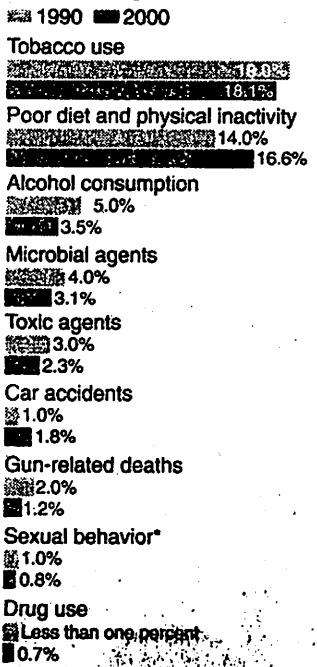 1990 2000
Tobacco use
19.0%
18.1%
Poor diet and physical inactivity
14.0%
16.6%
Alcohol consumption
5.0%
3.5%
Microbial agents
4.0%
3.1%
Toxic agents
3.0%
2.3%
Car accidents
1.0%
1.8%
Gun-related deaths
2.0%
1.2%
Sexual behavior*
1.0%
0.8%
Drug use
Less than one percent
0.7%